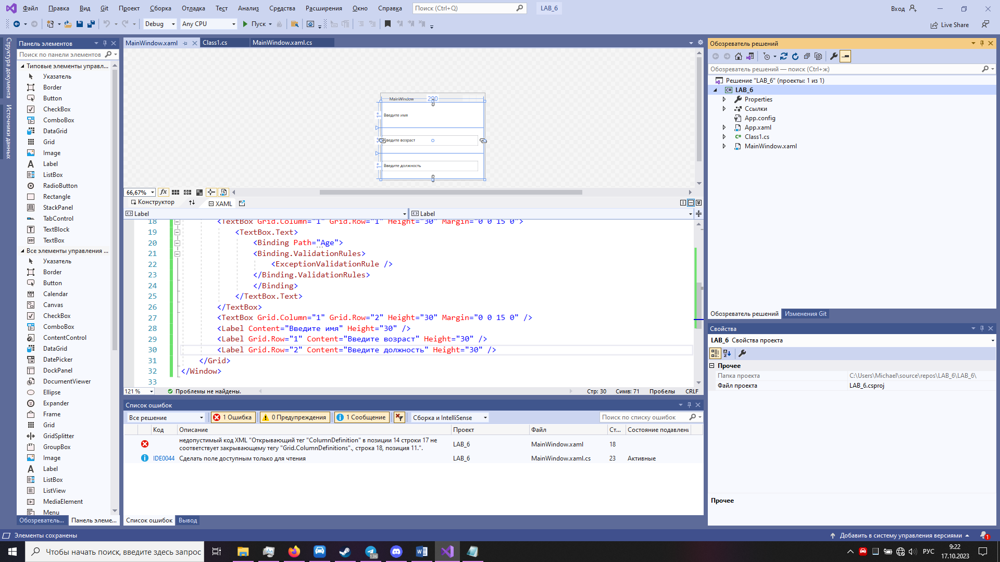 Файл Правка Вид Git Проект Сборка Отладка Тест Анализ Средства Расширения Окно Справка Поиск (Ctrl+Q) LAB_6 Вход
Debug Any CPU Пуск Live Share
Структура документа
Источники данных
Панель элементов
Поиск по панели элементов
Типовые элементы управл...
Указатель
Border
Button
CheckBox
ComboBox
DataGrid
Grid
Image
Label
ListBox
RadioButton
Rectangle
StackPanel
TabControl
TextBlock
TextBox
Все элементы управления ...
Указатель
Border
Button
Calendar
Canvas
CheckBox
ComboBox
ContentControl
DataGrid
DatePicker
DockPanel
DocumentViewer
Ellipse
Expander
Frame
Grid
GridSplitter
GroupBox
Image
Label
ListBox
ListView
MediaElement
Menu
Обозреватель... Панель элеме...
MainWindow.xaml Class1.cs MainWindow.xaml.cs
MainWindow 200
Введите имя
ведите возраст
Введите должность
66,67%
Конструктор XAML
Label Label
18 <TextBox Grid.Column="1" Grid.Row="1" Height="30" Margin="0 0 15 0">
19 <TextBox.Text>
20 <Binding Path="Age">
21 <Binding.ValidationRules>
22 <ExceptionValidationRule />
23 </Binding.ValidationRules>
24 </Binding>
25 </TextBox.Text>
26 </TextBox>
27 <TextBox Grid.Column="1" Grid.Row="2" Height="30" Margin="0 0 15 0" />
28 <Label Content="Введите имя" Height="30" />
29 <Label Grid.Row="1" Content="Введите возраст" Height="30" />
30 <Label Grid.Row="2" Content="Введите должность" Height="30" />
31 </Grid>
32 </Window>
33
121 % Проблемы не найдены. Стр: 30 Симв: 71 Пробелы CRLF
Список ошибок
Все решение 1 Ошибка 0 Предупреждения 1 Сообщение Сборка и IntelliSense Поиск по списку ошибок
Код Описание Проект Файл Ст... Состояние подавлени
недопустимый код XML "Открывающий тег "ColumnDefinition" в позиции 14 строки 17 не
соответствует закрывающему тегу "Grid.ColumnDefinitions"., строка 18, позиция 11.". LAB_6 MainWindow.xaml 18
IDE0044 Сделать поле доступным только для чтения LAB_6 MainWindow.xaml.cs 23 Активные
Список ошибок Вывод
Обозреватель решений
Обозреватель решений — поиск (Ctrl+ж)
Решение "LAB_6" (проекты: 1 из 1)
C# LAB_6
Properties
Ссылки
App.config
App.xaml
C# Class1.cs
MainWindow.xaml
Обозреватель решений Изменения Git
Свойства
LAB_6 Свойства проекта
Прочее
Папка проекта C:\Users\Michael\source\repos\LAB_6\LAB_6\
Файл проекта LAB_6.csproj
Прочее
Элементы сохранены Добавить в систему управления версиями 1
Чтобы начать поиск, введите здесь запрос 136 РУС 9:22
17.10.2023